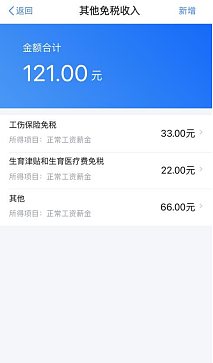 返回 其他免税收入 新增
金额合计
121.00 元
工伤保险免税
33.00元
所得项目：正常工资薪金
生育津贴和生育医疗费免税
22.00元
所得项目：正常工资薪金
其他
66.00元
所得项目：正常工资薪金